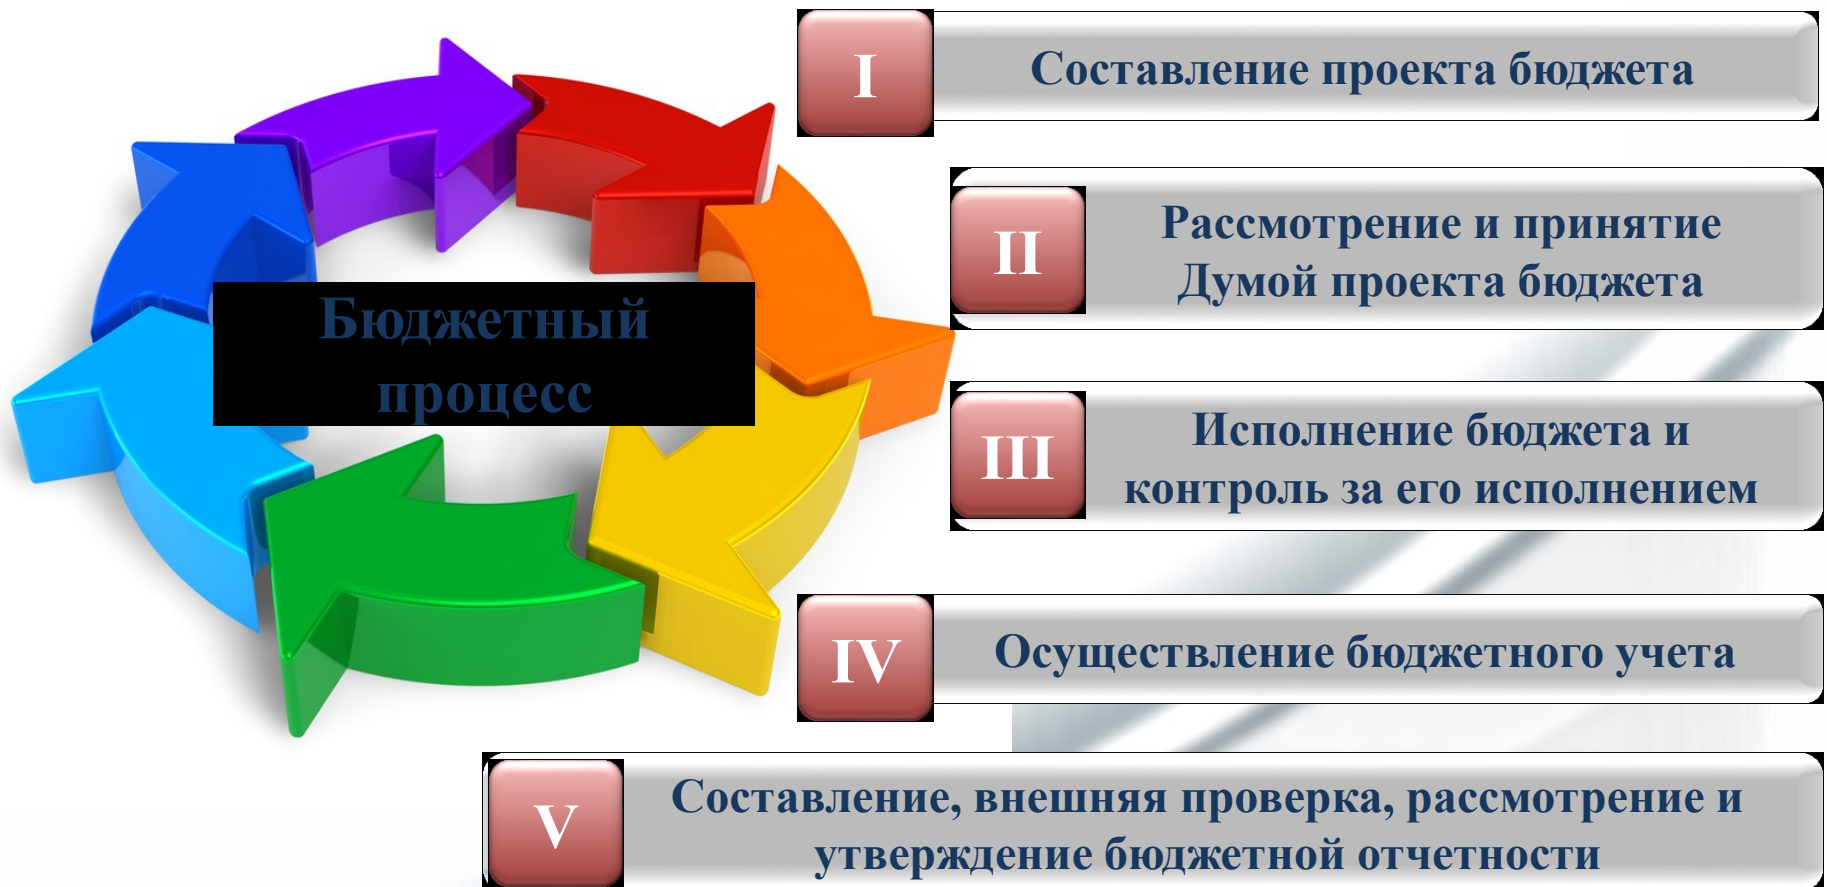 Бюджетный
процесс
I
Составление проекта бюджета
II
Рассмотрение и принятие
Думой проекта бюджета
III
Исполнение бюджета и
контроль за его исполнением
IV
Осуществление бюджетного учета
V
Составление, внешняя проверка, рассмотрение и
утверждение бюджетной отчетности